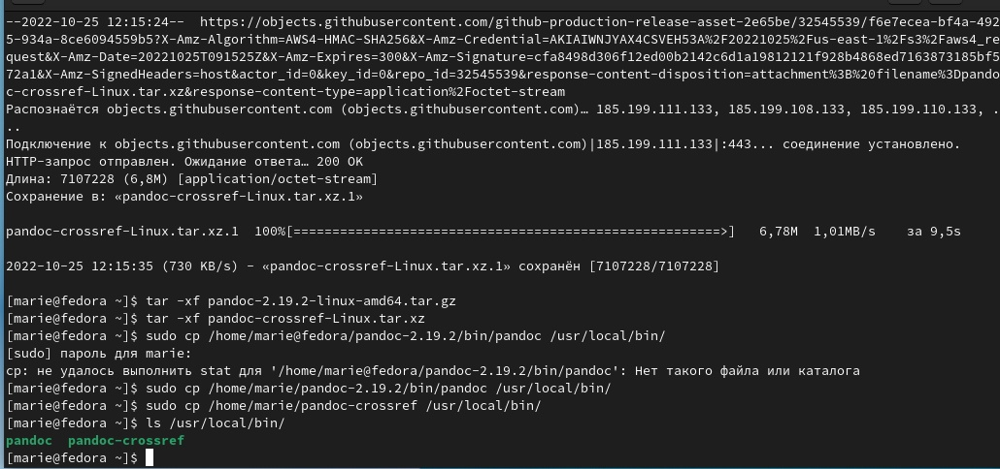 --2022-10-25 12:15:24--  https://objects.githubusercontent.com/github-production-release-asset-2e65be/32545539/f6e7ecea-bf4a-492
5-934a-8ce6094559b5?X-Amz-Algorithm=AWS4-HMAC-SHA256&X-Amz-Credential=AKIAIWNJYAX4CSVEH53A%2F20221025%2Fus-east-1%2Fs3%2Faws4_re
quest&X-Amz-Date=20221025T091525Z&X-Amz-Expires=300&X-Amz-Signature=cfa8498d306f12ed00b2142c6d1a19812121f928b4868ed7163873185bf5
72a1&X-Amz-SignedHeaders=host&actor_id=0&key_id=0&repo_id=32545539&response-content-disposition=attachment%3B%20filename%3Dpando
c-crossref-Linux.tar.xz&response-content-type=application%2Foctet-stream
Распознаётся objects.githubusercontent.com (objects.githubusercontent.com)… 185.199.111.133, 185.199.108.133, 185.199.110.133, .
..
Подключение к objects.githubusercontent.com (objects.githubusercontent.com)|185.199.111.133|:443... соединение установлено.
HTTP-запрос отправлен. Ожидание ответа… 200 OK
Длина: 7107228 (6,8M) [application/octet-stream]
Сохранение в: «pandoc-crossref-Linux.tar.xz.1»
pandoc-crossref-Linux.tar.xz.1  100%[=======================================================>]   6,78M  1,01MB/s    за 9,5s
2022-10-25 12:15:35 (730 KB/s) - «pandoc-crossref-Linux.tar.xz.1» сохранён [7107228/7107228]
[marie@fedora ~]$ tar -xf pandoc-2.19.2-linux-amd64.tar.gz
[marie@fedora ~]$ tar -xf pandoc-crossref-Linux.tar.xz
[marie@fedora ~]$ sudo cp /home/marie@fedora/pandoc-2.19.2/bin/pandoc /usr/local/bin/
[sudo] пароль для marie:
cp: не удалось выполнить stat для '/home/marie@fedora/pandoc-2.19.2/bin/pandoc': Нет такого файла или каталога
[marie@fedora ~]$ sudo cp /home/marie/pandoc-2.19.2/bin/pandoc /usr/local/bin/
[marie@fedora ~]$ sudo cp /home/marie/pandoc-crossref /usr/local/bin/
[marie@fedora ~]$ ls /usr/local/bin/
pandoc  pandoc-crossref
[marie@fedora ~]$